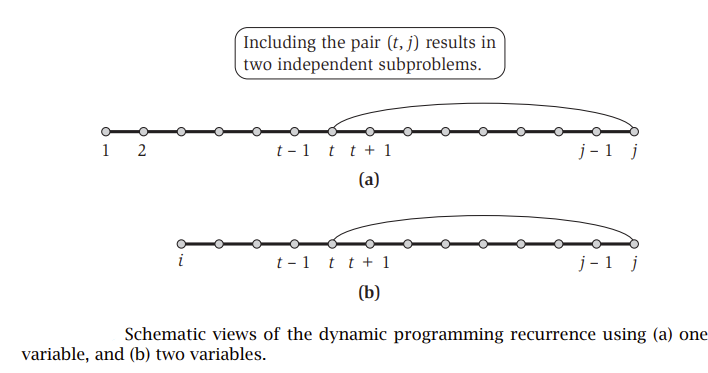 Including the pair (t, j) results in
two independent subproblems.
1 2 t – 1 t t + 1 j – 1 j
(a)
i t – 1 t t + 1 j – 1 j
(b)
Schematic views of the dynamic programming recurrence using (a) one
variable, and (b) two variables.